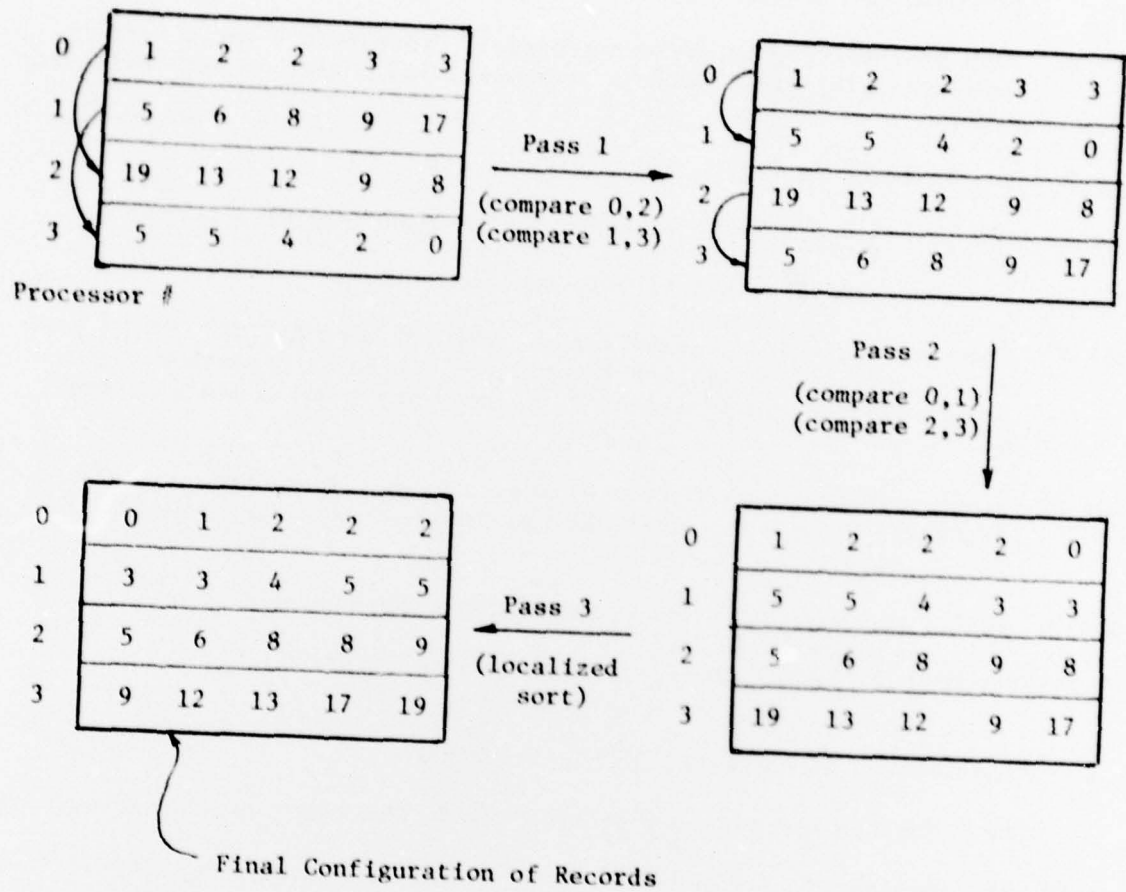 0 1 2 2 3 3
1 5 6 8 9 17
2 19 13 12 9 8
3 5 5 4 2 0
Processor #
Pass 1
(compare 0,2)
(compare 1,3)
0 1 2 2 3 3
1 5 5 4 2 0
2 19 13 12 9 8
3 5 6 8 9 17
Pass 2
(compare 0,1)
(compare 2,3)
0 1 2 2 2 0
1 5 5 4 3 3
2 5 6 8 9 8
3 19 13 12 9 17
Pass 3
(localized
sort)
0 0 1 2 2 2
1 3 3 4 5 5
2 5 6 8 8 9
3 9 12 13 17 19
Final Configuration of Records